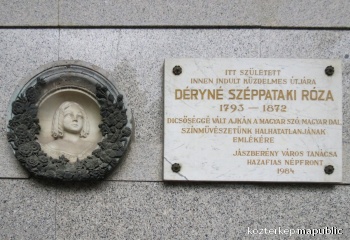 ITT SZÜLETETT
INNEN INDULT KÜZDELMES ÚTJÁRA
DÉRYNÉ SZÉPPATAKI RÓZA
1793 — 1872
DICSŐSÉGGÉ VÁLT AJKÁN A MAGYAR SZÓ, MAGYAR DAL
SZÍNMŰVÉSZETÜNK HALHATATLANJÁNAK
EMLÉKÉRE
JÁSZBERÉNY VÁROS TANÁCSA
HAZAFIAS NÉPFRONT
1984
kozterkep.mapublic